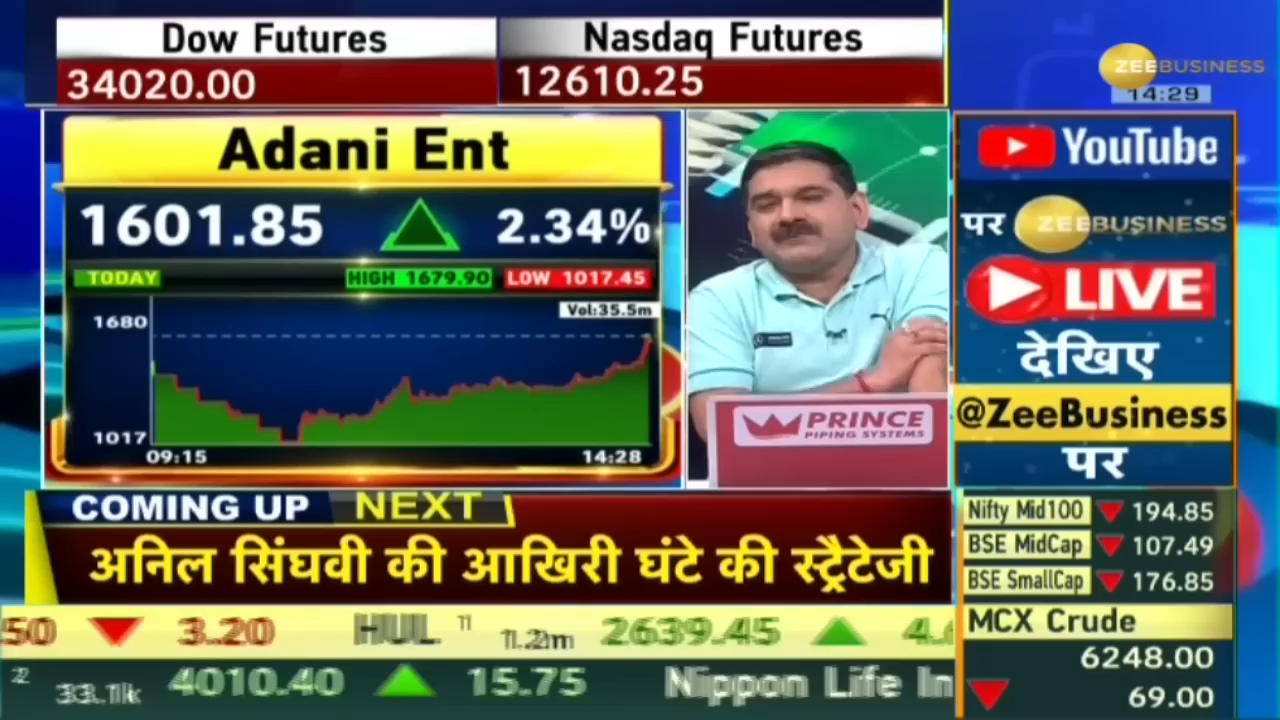 Dow Futures
34020.00
Nasdaq Futures
12610.25
ZEEBUSINESS
14:29
Adani Ent
1601.85 2.34%
TODAY HIGH 1679.90 LOW 1017.45
Vol:35.5m
1680
1017
09:15 14:28
PRINCE
PIPING SYSTEMS
YouTube
पर ZEEBUSINESS
LIVE
देखिए
@ZeeBusiness
पर
COMING UP NEXT
अनिल सिंघवी की आखिरी घंटे की स्ट्रैटेजी
Nifty Mid100 194.85
BSE MidCap 107.49
BSE SmallCap 176.85
MCX Crude
6248.00
69.00
50 3.20 HUL 1.2m 2639.45 4.6
33.1k 4010.40 15.75 Nippon Life In